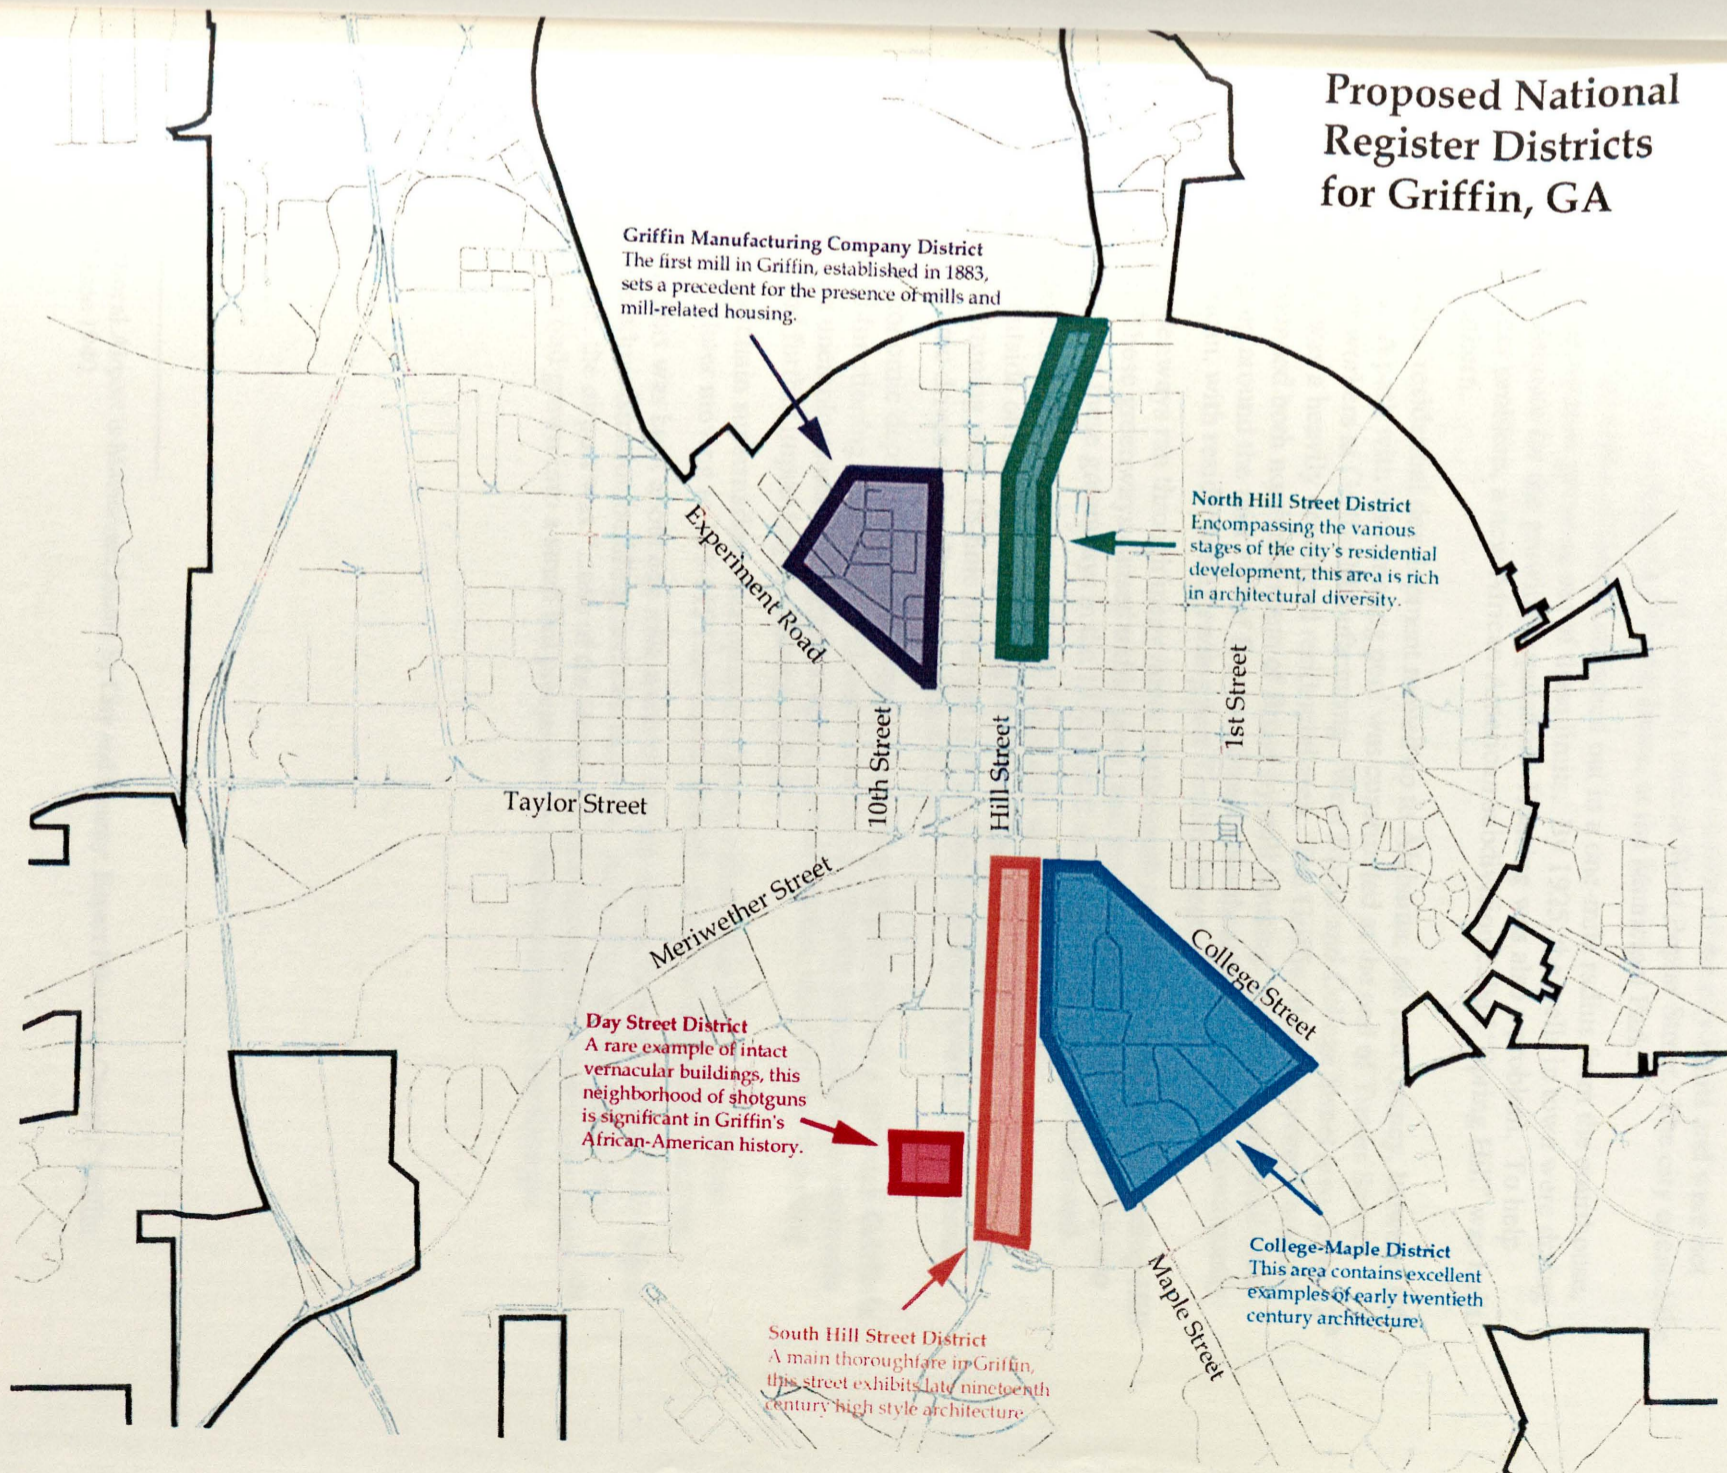 Proposed National
Register Districts
for Griffin, GA
Griffin Manufacturing Company District
The first mill in Griffin, established in 1883,
sets a precedent for the presence of mills and
mill-related housing.
North Hill Street District
Encompassing the various
stages of the city's residential
development, this area is rich
in architectural diversity.
Experiment Road
10th Street
Hill Street
1st Street
Taylor Street
Meriwether Street
College Street
Day Street District
A rare example of intact
vernacular buildings, this
neighborhood of shotguns
is significant in Griffin's
African-American history.
College-Maple District
This area contains excellent
examples of early twentieth
century architecture.
Maple Street
South Hill Street District
A main thoroughfare in Griffin,
this street exhibits late nineteenth
century high style architecture